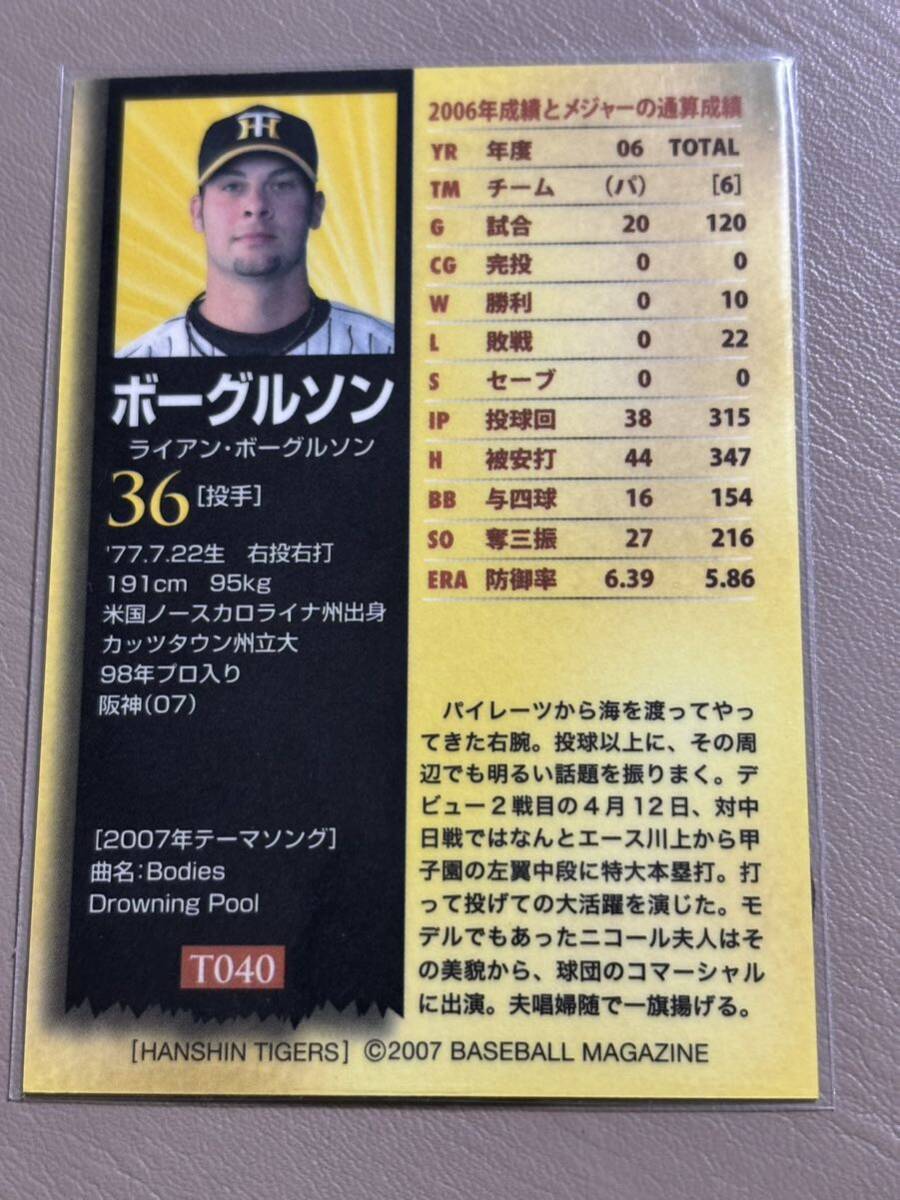 ボーグルソン
ライアン・ボーグルソン
36[投手]
'77.7.22生 右投右打
191cm 95kg
米国ノースカロライナ州出身
カッツタウン州立大
98年プロ入り
阪神(07)
[2007年テーマソング]
曲名:Bodies
Drowning Pool
T040
2006年成績とメジャーの通算成績
YR 年度 06 TOTAL
TM チーム (パ) [6]
G 試合 20 120
CG 完投 0 0
W 勝利 0 10
L 敗戦 0 22
S セーブ 0 0
IP 投球回 38 315
H 被安打 44 347
BB 与四球 16 154
SO 奪三振 27 216
ERA 防御率 6.39 5.86
パイレーツから海を渡ってやっ
てきた右腕。投球以上に、その周
辺でも明るい話題を振りまく。デ
ビュー2戦目の4月12日、対中
日戦ではなんとエース川上から甲
子園の左翼中段に特大本塁打。打
って投げての大活躍を演じた。モ
デルでもあったニコール夫人はそ
の美貌から、球団のコマーシャル
に出演。夫唱婦随で一旗揚げる。
[HANSHIN TIGERS] ©2007 BASEBALL MAGAZINE